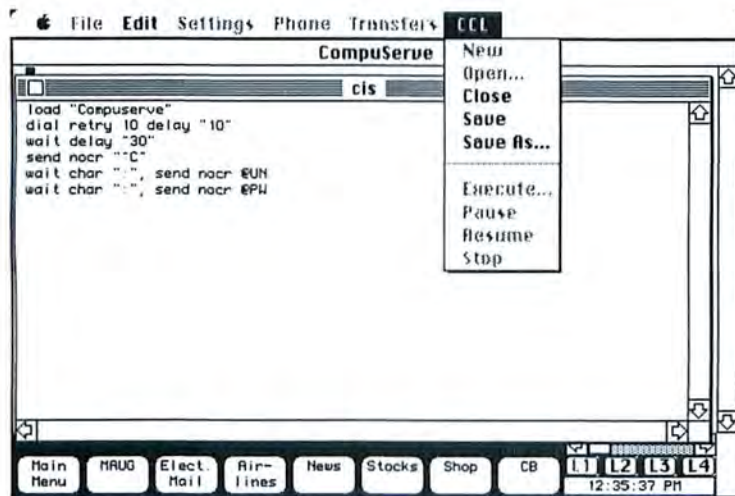 File Edit Settings Phone Transfers CCL
CompuServe
New
Open...
Close
Save
Save As...
Execute...
Pause
Resume
Stop
cis
load "Compuserve"
dial retry 10 delay "10"
wait delay "30"
send nocr "^C"
wait char ":", send nocr @UN
wait char ":", send nocr @PW
Main Menu MAUG Elect. Mail Air-lines News Stocks Shop CB L1 L2 L3 L4
12:35:37 PM